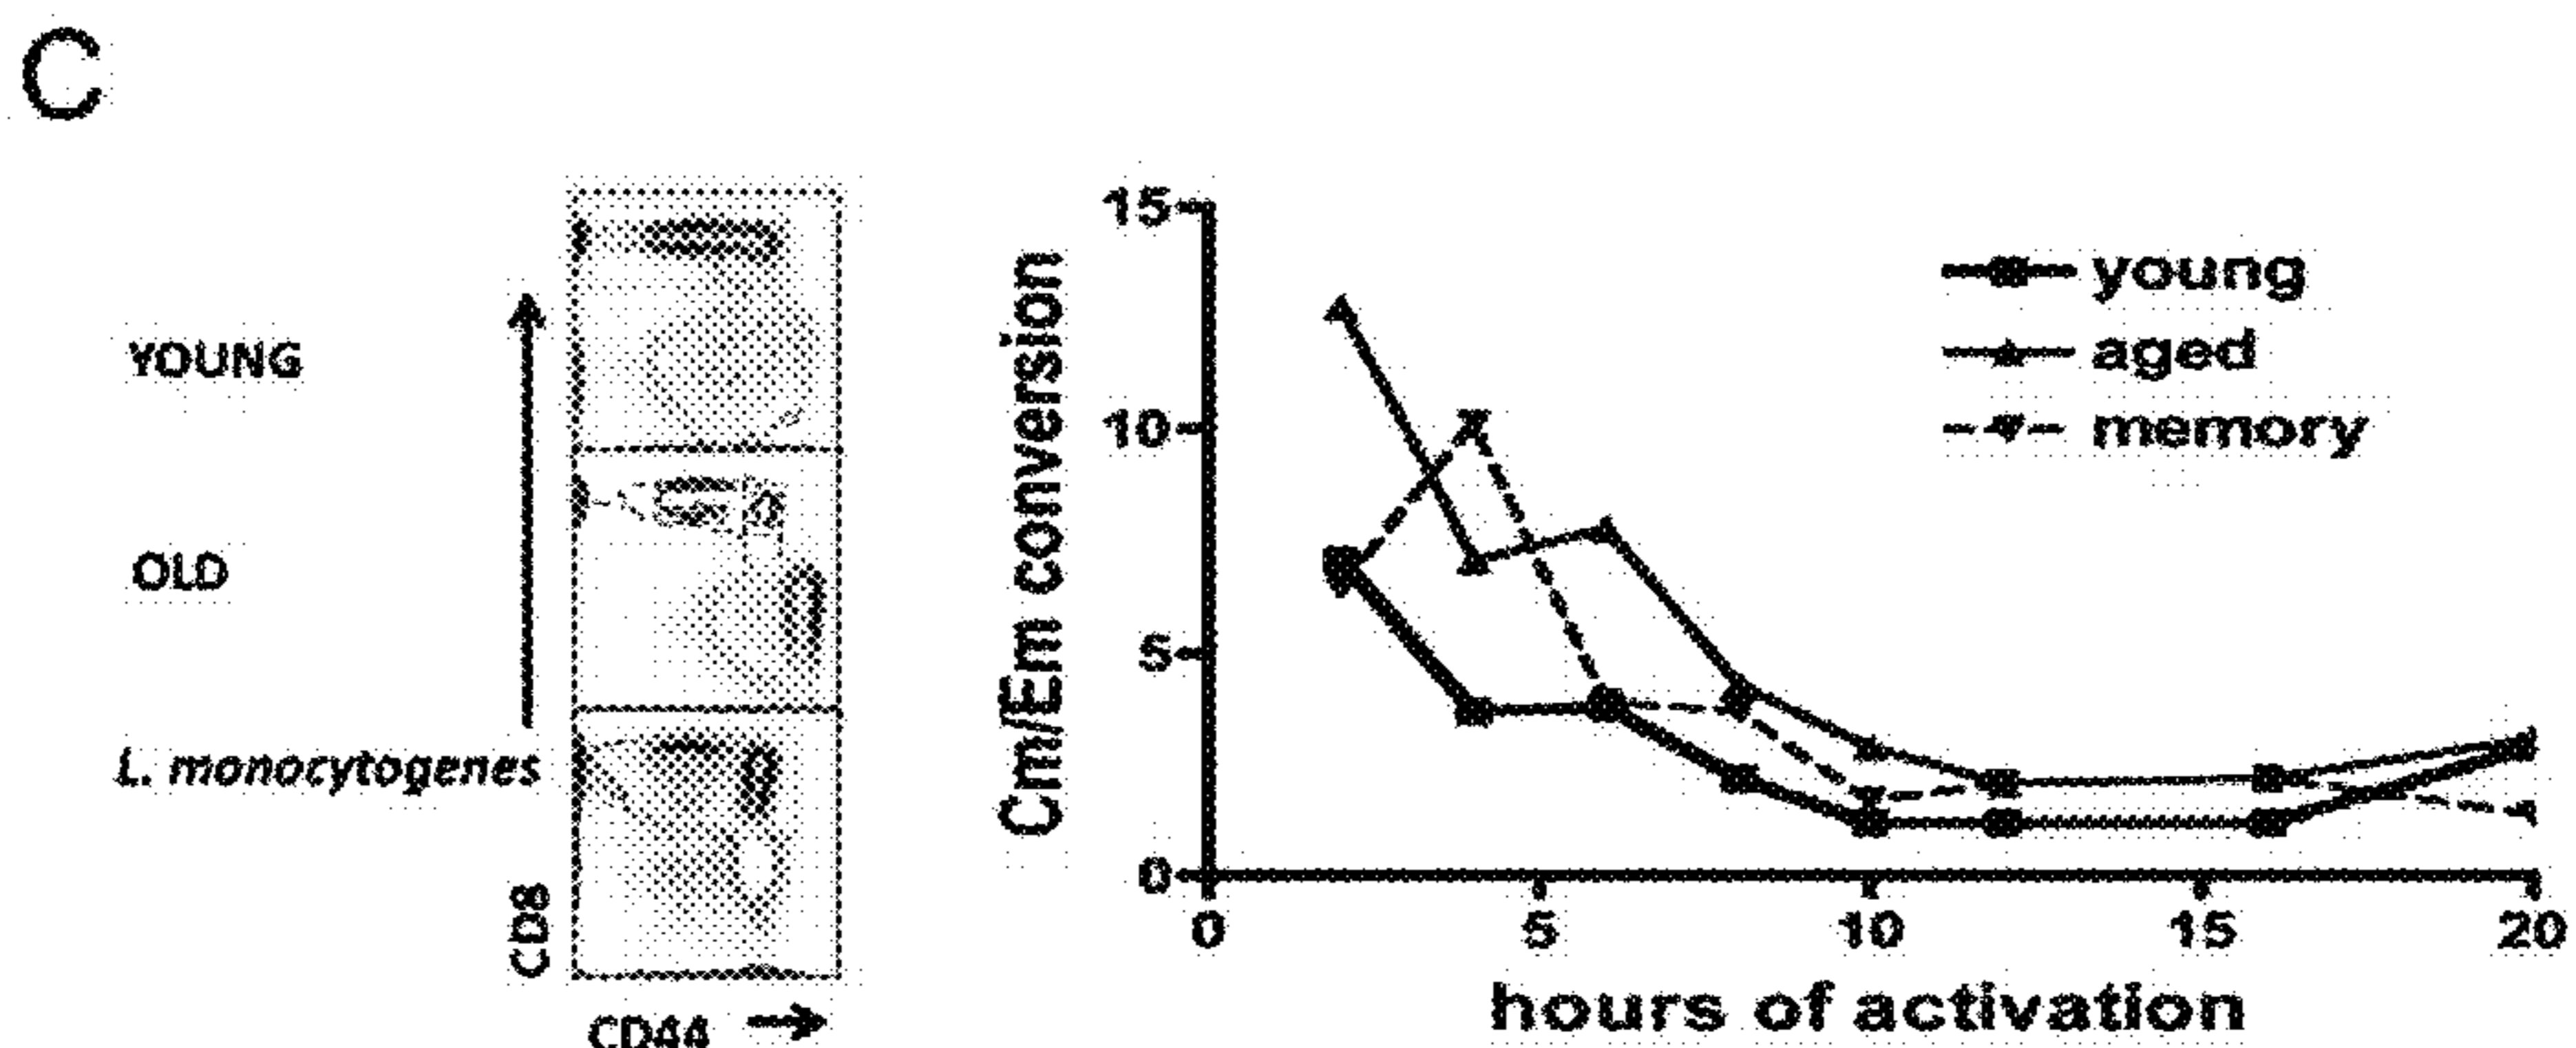 C
YOUNG
OLD
L. monocytogenes
CD8
CD44
Cm/Em conversion
15
10
5
0
0 5 10 15 20
hours of activation
young
aged
memory